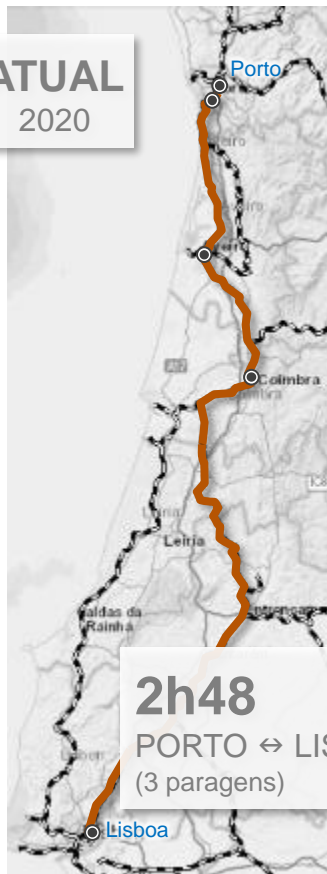 ATUAL
2020
Porto
Coimbra
Leiria
Caldas da
Rainha
2h48
PORTO ↔ LIS
(3 paragens)
Lisboa